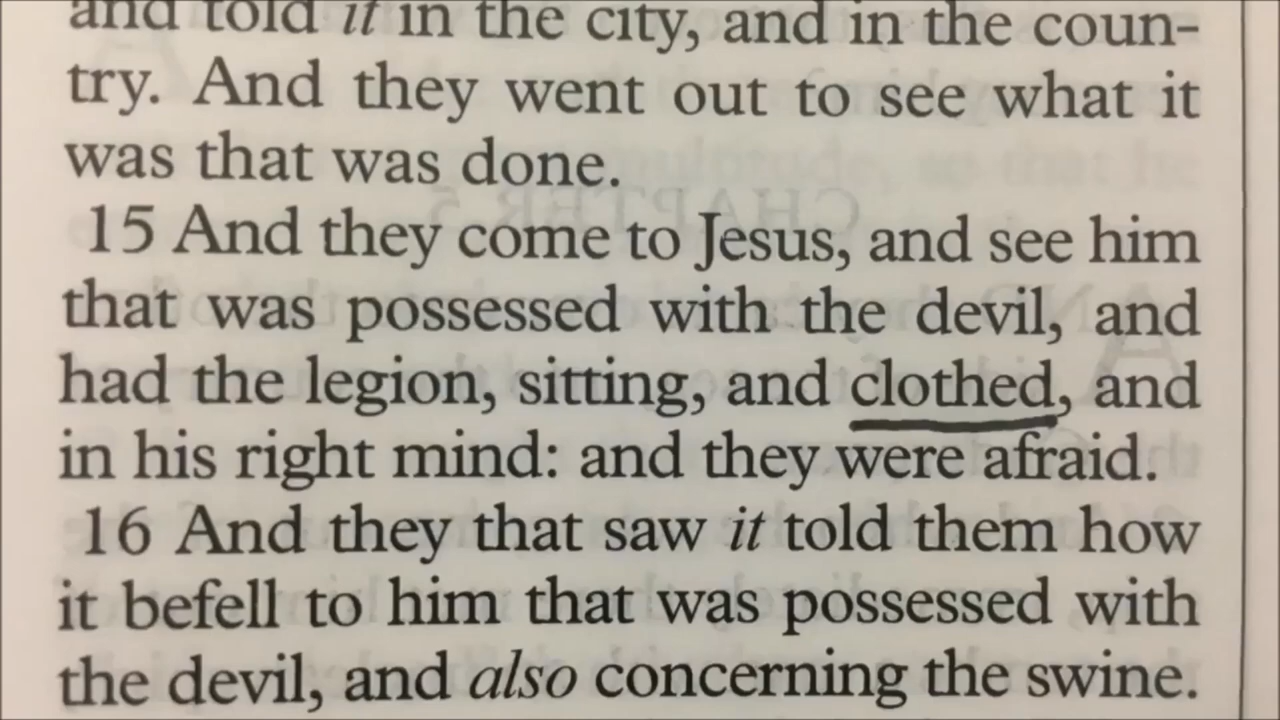 and told it in the city, and in the coun-
try. And they went out to see what it
was that was done.
15 And they come to Jesus, and see him
that was possessed with the devil, and
had the legion, sitting, and clothed, and
in his right mind: and they were afraid.
16 And they that saw it told them how
it befell to him that was possessed with
the devil, and also concerning the swine.